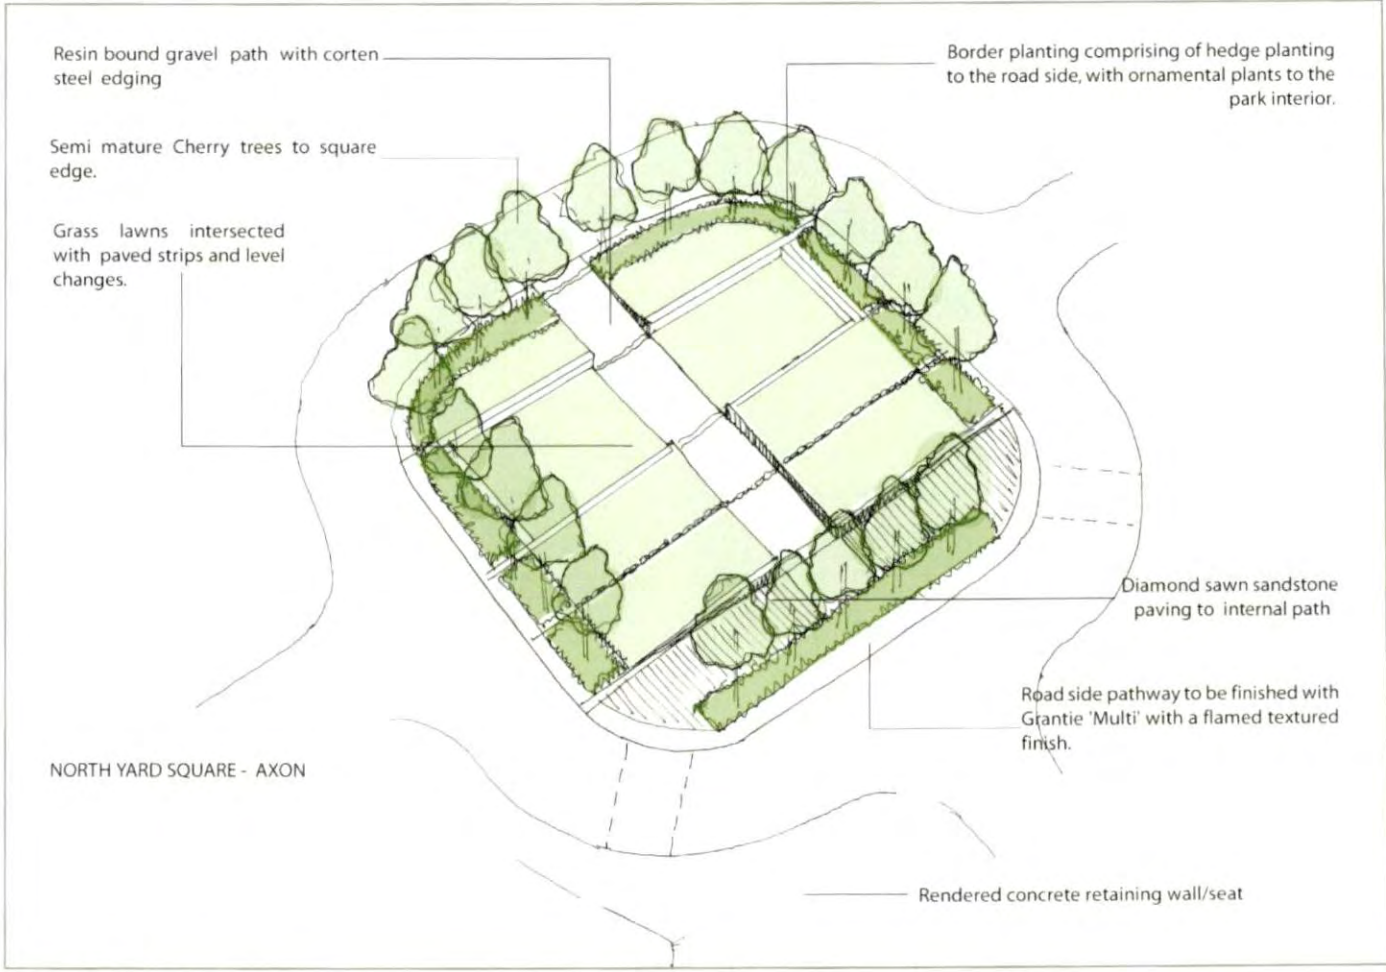 Resin bound gravel path with corten
steel edging
Semi mature Cherry trees to square
edge.
Grass lawns intersected
with paved strips and level
changes.
Border planting comprising of hedge planting
to the road side, with ornamental plants to the
park interior.
Diamond sawn sandstone
paving to internal path
Road side pathway to be finished with
Grantie 'Multi' with a flamed textured
finish.
NORTH YARD SQUARE - AXON
Rendered concrete retaining wall/seat